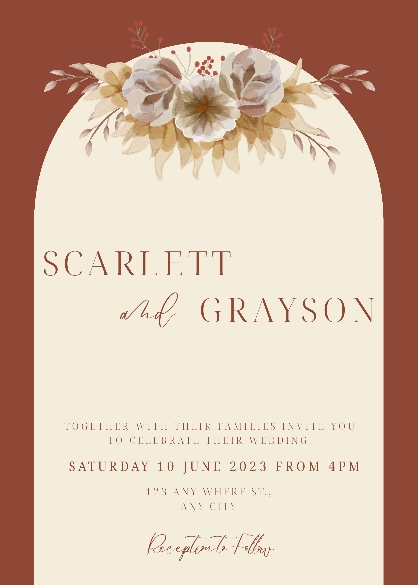 SCARLETT
and GRAYSON
TOGETHER WITH THEIR FAMILIES INVITE YOU
TO CELEBRATE THEIR WEDDING
SATURDAY 10 JUNE 2023 FROM 4PM
123 ANY WHERE ST.,
ANY CITY
Reception to Follow